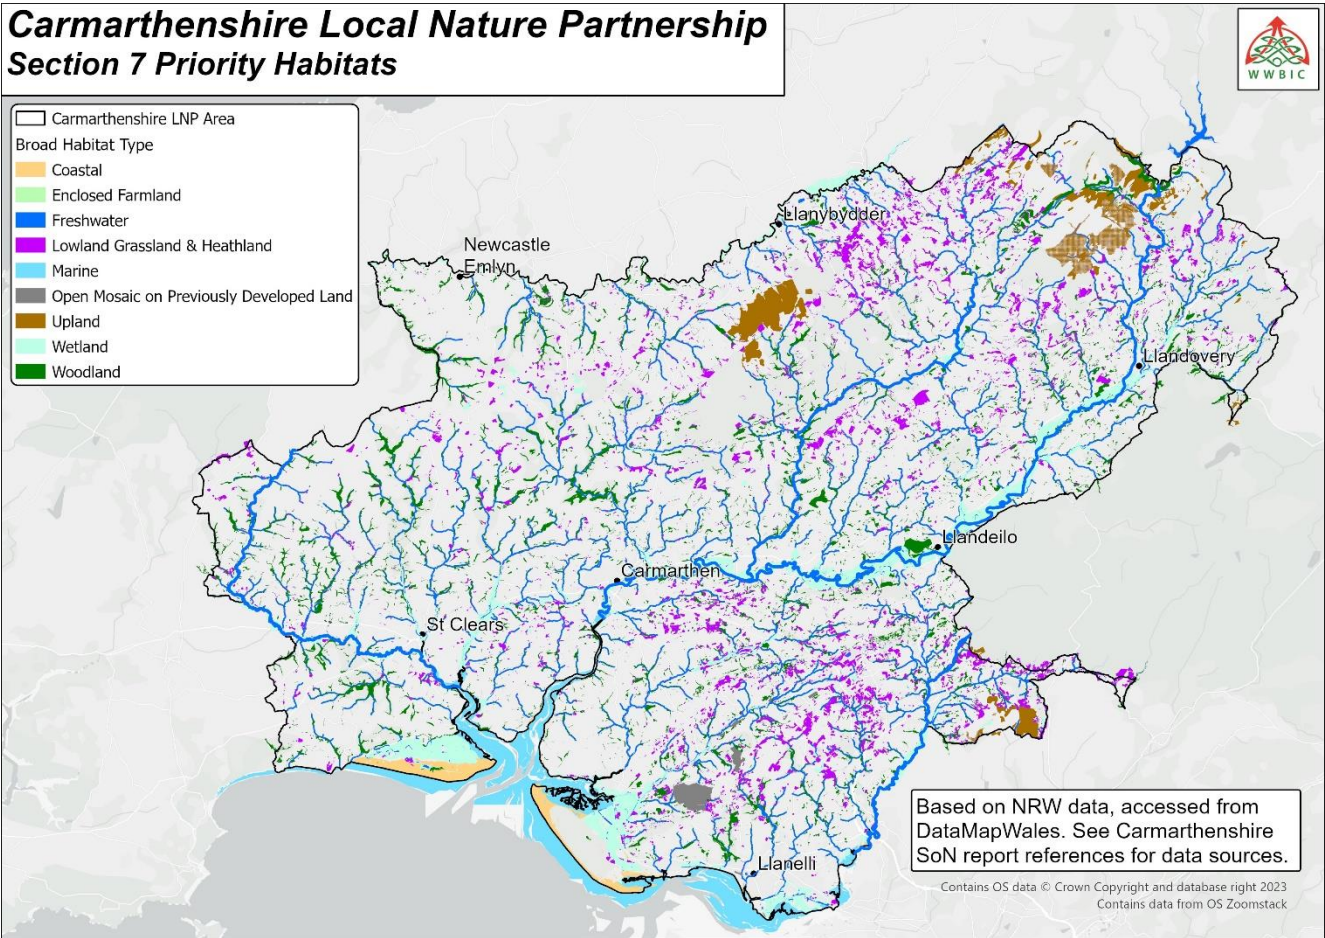 Carmarthenshire Local Nature Partnership
Section 7 Priority Habitats
WWBIC
Carmarthenshire LNP Area
Broad Habitat Type
Coastal
Enclosed Farmland
Freshwater
Lowland Grassland & Heathland
Marine
Open Mosaic on Previously Developed Land
Upland
Wetland
Woodland
Llanybydder
Newcastle
Emlyn
Llandovery
Llandeilo
Carmarthen
St Clears
Llanelli
Based on NRW data, accessed from
DataMapWales. See Carmarthenshire
SoN report references for data sources.
Contains OS data © Crown Copyright and database right 2023
Contains data from OS Zoomstack